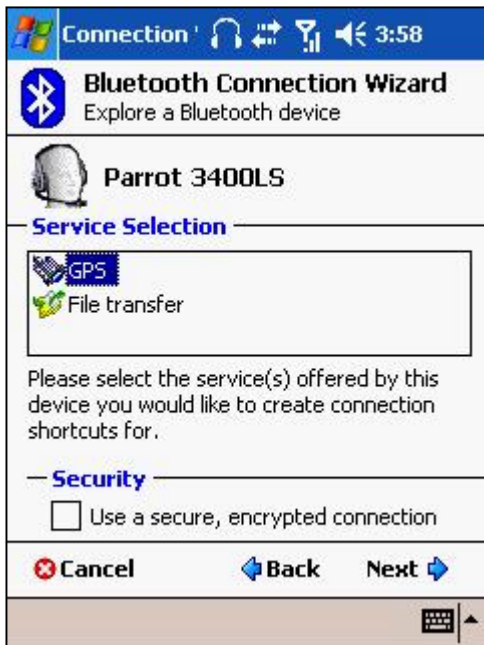 Connection ' 3:58
Bluetooth Connection Wizard
Explore a Bluetooth device
Parrot 3400LS
Service Selection
GPS
File transfer
Please select the service(s) offered by this
device you would like to create connection
shortcuts for.
Security
Use a secure, encrypted connection
Cancel Back Next